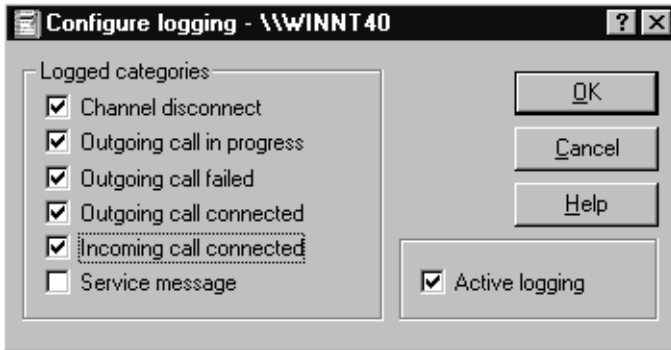 Configure logging - \\WINNT40
Logged categories
Channel disconnect
Outgoing call in progress
Outgoing call failed
Outgoing call connected
Incoming call connected
Service message
OK
Cancel
Help
Active logging